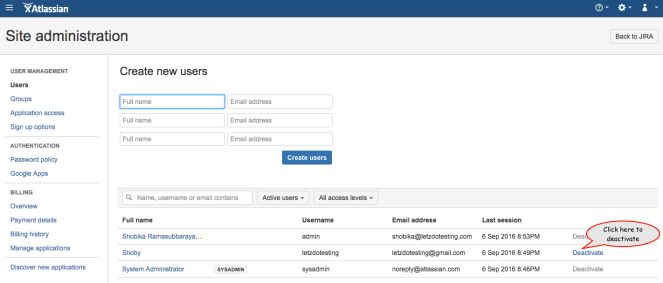 Atlassian
Site administration
Back to JIRA
USER MANAGEMENT
Users
Groups
Application access
Sign up options
AUTHENTICATION
Password policy
Google Apps
BILLING
Overview
Payment details
Billing history
Manage applications
Discover new applications
Create new users
Full name Email address
Full name Email address
Full name Email address
Create users
Name, username or email contains Active users All access levels
Full name Username Email address Last session
Shobika Ramasubbaraya... admin shobika@letzdotesting.com 6 Sep 2016 8:53PM
Shoby letzdotesting letzdotesting@gmail.com 6 Sep 2016 8:49PM Deactivate
System Administrator SYSADMIN sysadmin noreply@atlassian.com 6 Sep 2016 8:46PM Deactivate
Click here to
deactivate